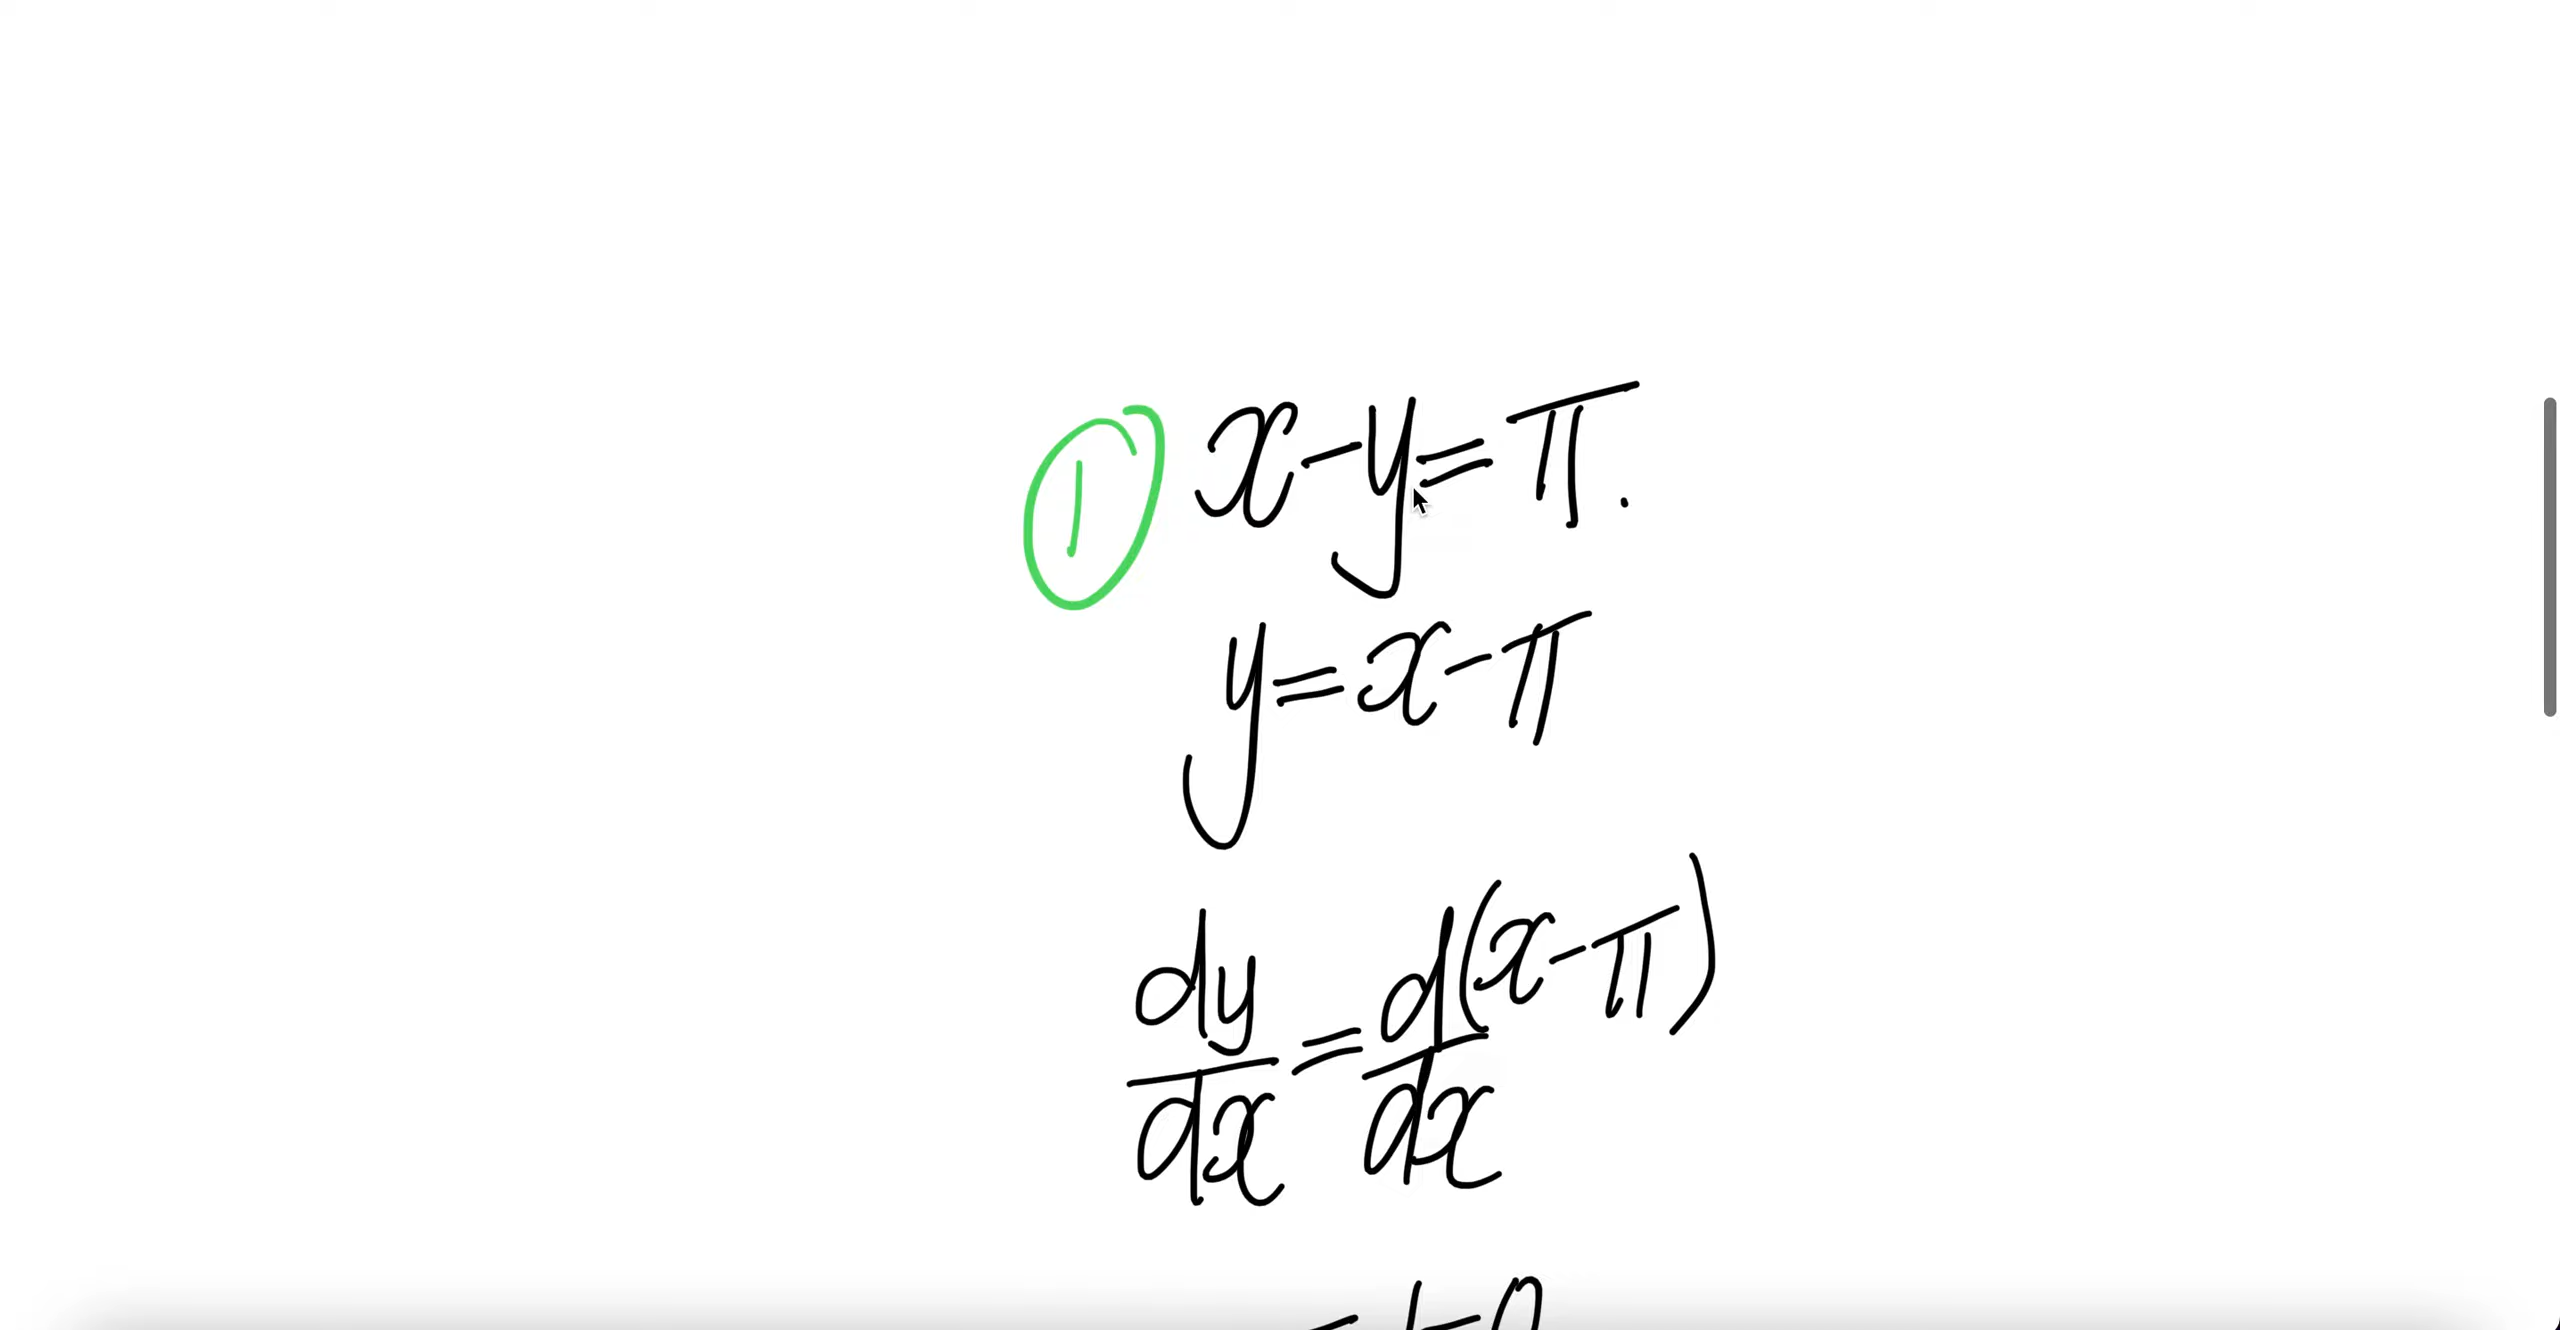 ① x-y=π.
y=x-π
dy/dx = d(x-π)/dx